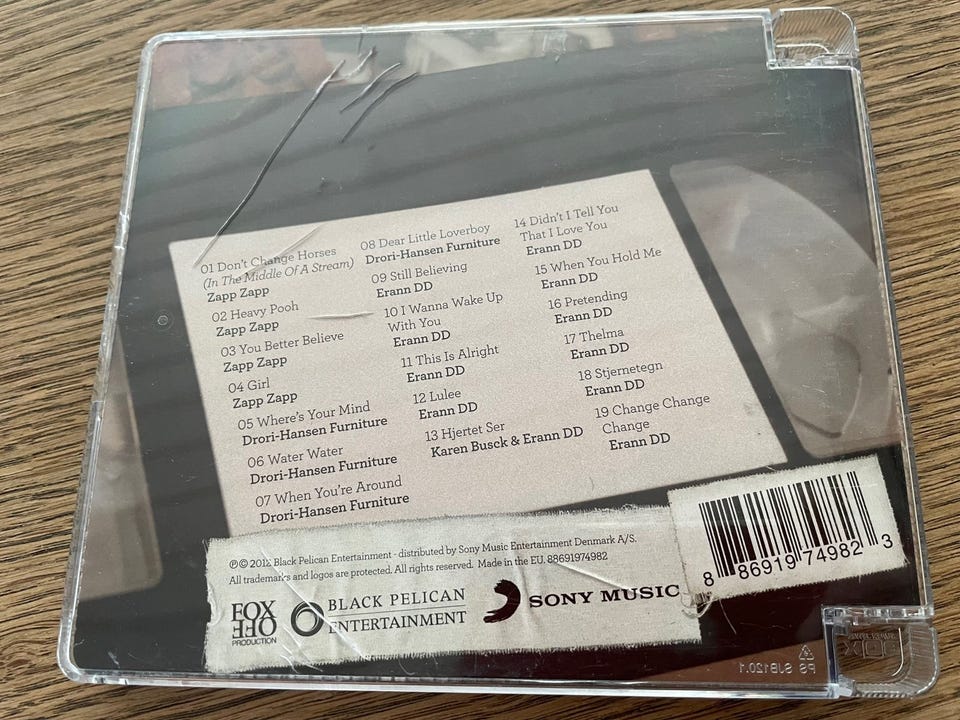 01 Don't Change Horses
(In The Middle Of A Stream)
Zapp Zapp
02 Heavy Pooh
Zapp Zapp
03 You Better Believe
Zapp Zapp
04 Girl
Zapp Zapp
05 Where's Your Mind
Drori-Hansen Furniture
06 Water Water
Drori-Hansen Furniture
07 When You're Around
Drori-Hansen Furniture
08 Dear Little Loverboy
Drori-Hansen Furniture
09 Still Believing
Erann DD
10 I Wanna Wake Up
With You
Erann DD
11 This Is Alright
Erann DD
12 Lulee
Erann DD
13 Hjertet Ser
Karen Busck & Erann DD
14 Didn't I Tell You
That I Love You
Erann DD
15 When You Hold Me
Erann DD
16 Pretending
Erann DD
17 Thelma
Erann DD
18 Stjernetegn
Erann DD
19 Change Change
Change
Erann DD
℗© 2012 Black Pelican Entertainment - distributed by Sony Music Entertainment Denmark A/S.
All trademarks and logos are protected. All rights reserved. Made in the EU. 88691974982
FOX
OFF
PRODUCTION
BLACK PELICAN
ENTERTAINMENT
SONY MUSIC
8 86919 74982 3
PS SJB120.1